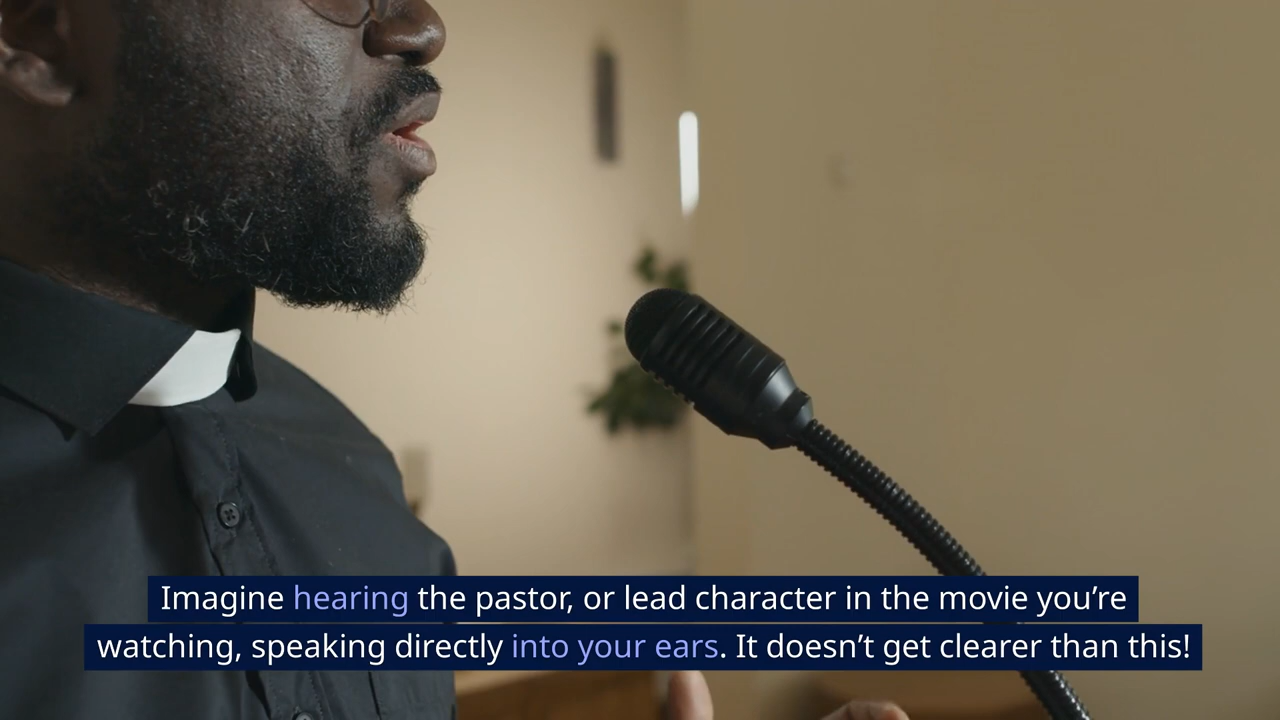 Imagine hearing the pastor, or lead character in the movie you’re
watching, speaking directly into your ears. It doesn’t get clearer than this!